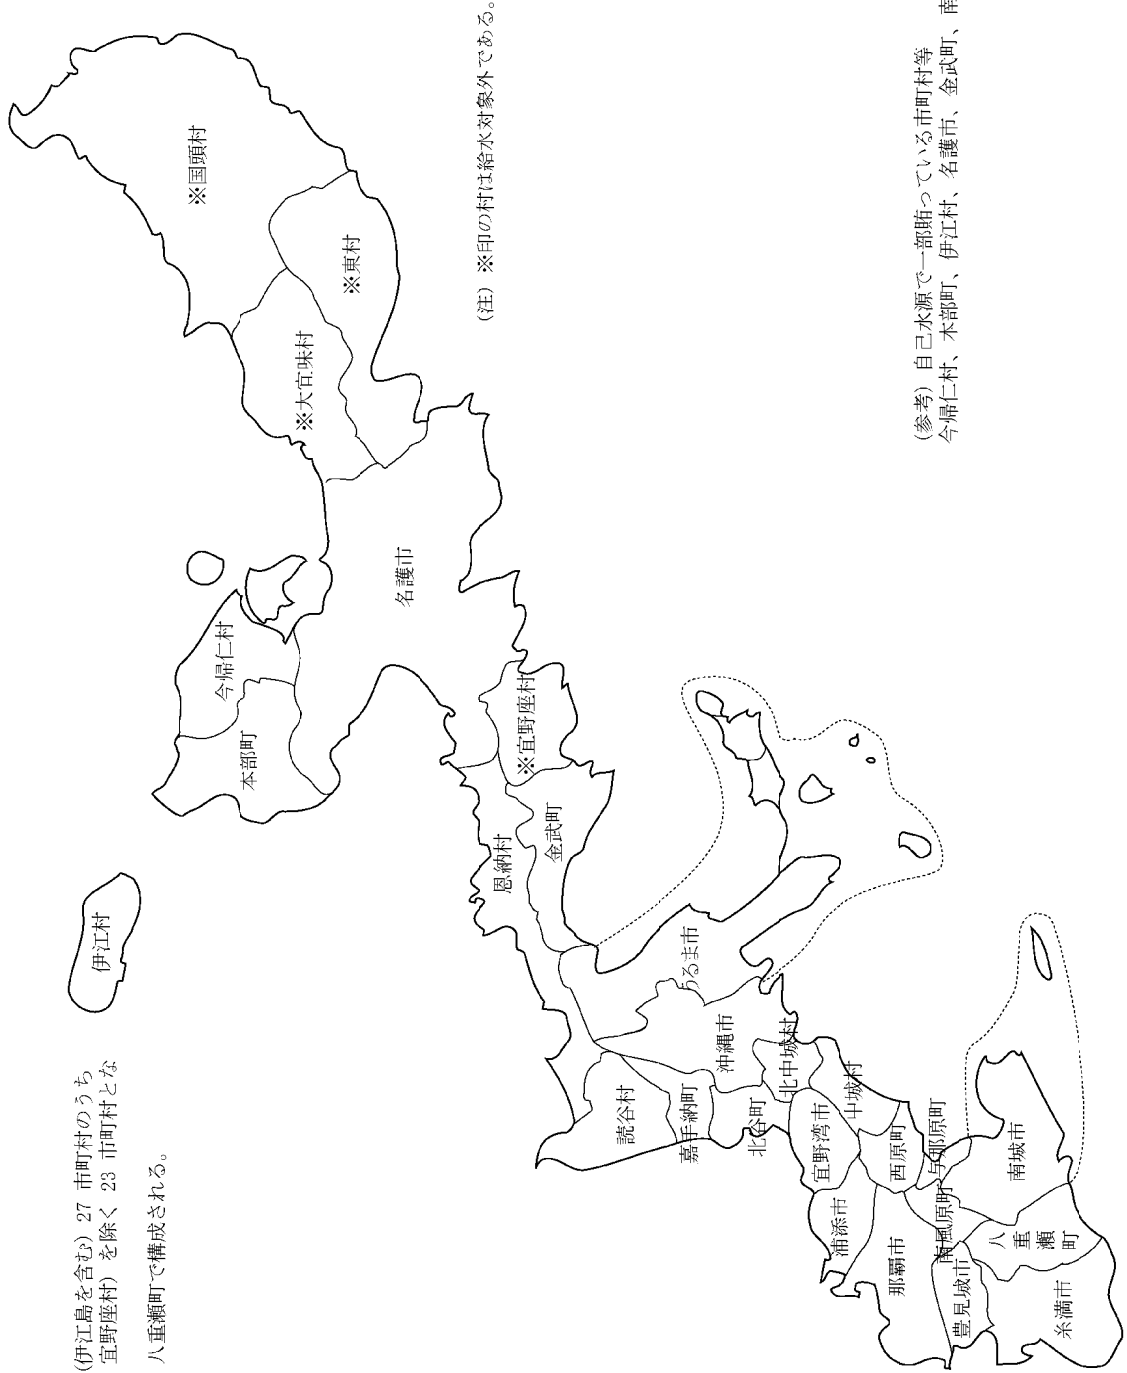 (伊江島を含む) 27 市町村のうち
宜野座村) を除く 23 市町村とな
八重瀬町で構成される。
伊江村
本部町
今帰仁村
※国頭村
※大宜味村
※東村
名護市
(注) ※印の村は給水対象外である。
恩納村
※宜野座村
金武町
読谷村
嘉手納町
うるま市
沖縄市
北谷町
北中城村
宜野湾市
中城村
浦添市
西原町
那覇市
与那原町
南風原町
豊見城市
南城市
八重瀬町
糸満市
(参考) 自己水源で一部賄っている市町村等
今帰仁村、本部町、伊江村、名護市、金武町、南